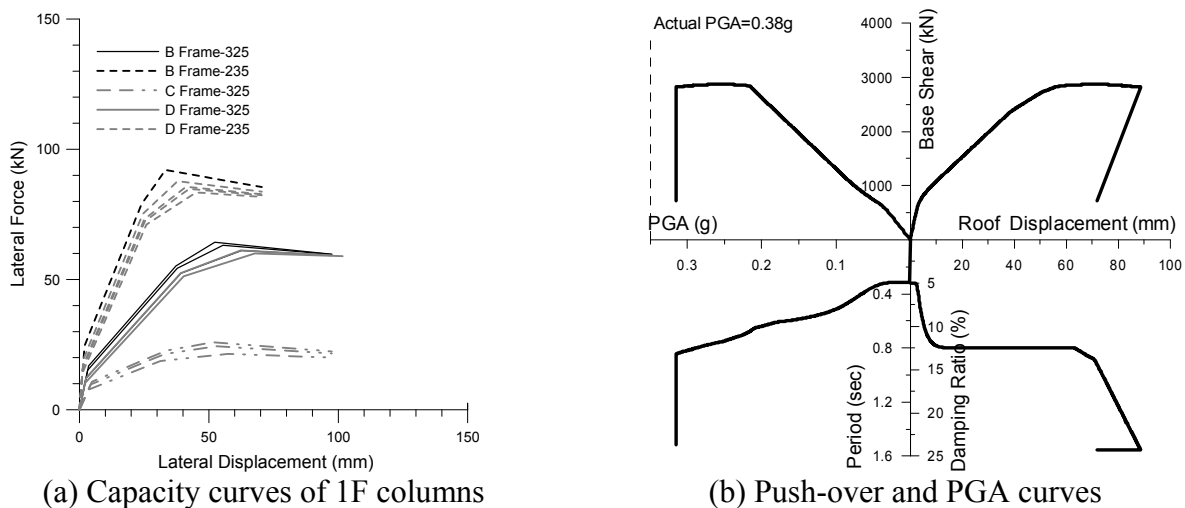 150
100
50
0
Lateral Force (kN)
B Frame-325
B Frame-235
C Frame-325
D Frame-325
D Frame-235
0 50 100 150
Lateral Displacement (mm)
(a) Capacity curves of 1F columns
Actual PGA=0.38g
4000
3000
2000
1000
Base Shear (kN)
PGA (g)
Roof Displacement (mm)
0.3 0.2 0.1 20 40 60 80 100
0.4 5
10
0.8
15
1.2 20
1.6 25
Period (sec)
Damping Ratio (%)
(b) Push-over and PGA curves